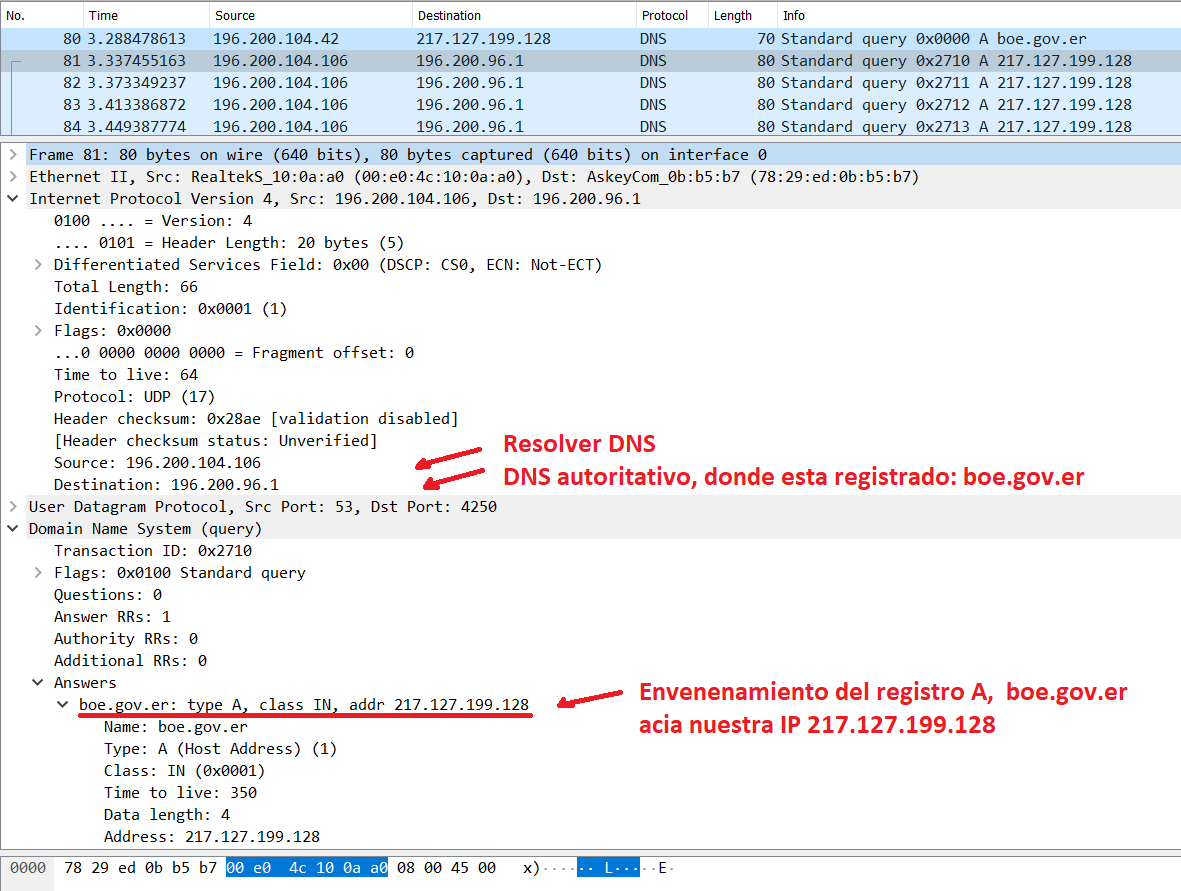 No. Time Source Destination Protocol Length Info
80 3.288478613 196.200.104.42 217.127.199.128 DNS 70 Standard query 0x0000 A boe.gov.er
81 3.337455163 196.200.104.106 196.200.96.1 DNS 80 Standard query 0x2710 A 217.127.199.128
82 3.373349237 196.200.104.106 196.200.96.1 DNS 80 Standard query 0x2711 A 217.127.199.128
83 3.413386872 196.200.104.106 196.200.96.1 DNS 80 Standard query 0x2712 A 217.127.199.128
84 3.449387774 196.200.104.106 196.200.96.1 DNS 80 Standard query 0x2713 A 217.127.199.128
Frame 81: 80 bytes on wire (640 bits), 80 bytes captured (640 bits) on interface 0
Ethernet II, Src: RealtekS_10:0a:a0 (00:e0:4c:10:0a:a0), Dst: AskeyCom_0b:b5:b7 (78:29:ed:0b:b5:b7)
Internet Protocol Version 4, Src: 196.200.104.106, Dst: 196.200.96.1
0100 .... = Version: 4
.... 0101 = Header Length: 20 bytes (5)
Differentiated Services Field: 0x00 (DSCP: CS0, ECN: Not-ECT)
Total Length: 66
Identification: 0x0001 (1)
Flags: 0x0000
...0 0000 0000 0000 = Fragment offset: 0
Time to live: 64
Protocol: UDP (17)
Header checksum: 0x28ae [validation disabled]
[Header checksum status: Unverified]
Resolver DNS
Source: 196.200.104.106
DNS autoritativo, donde esta registrado: boe.gov.er
Destination: 196.200.96.1
User Datagram Protocol, Src Port: 53, Dst Port: 4250
Domain Name System (query)
Transaction ID: 0x2710
Flags: 0x0100 Standard query
Questions: 0
Answer RRs: 1
Authority RRs: 0
Additional RRs: 0
Answers
boe.gov.er: type A, class IN, addr 217.127.199.128
Envenenamiento del registro A, boe.gov.er
acia nuestra IP 217.127.199.128
Name: boe.gov.er
Type: A (Host Address) (1)
Class: IN (0x0001)
Time to live: 350
Data length: 4
Address: 217.127.199.128
0000 78 29 ed 0b b5 b7 00 e0 4c 10 0a a0 08 00 45 00 x)······ L·····E·